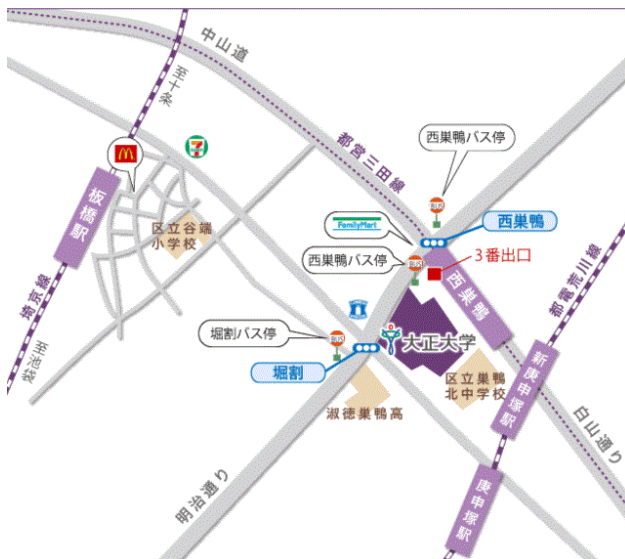 中山道
至十条
西巣鴨バス停
都営三田線
M
7
ELEVEN
板橋駅
区立谷端
小学校
FamilyMart
西巣鴨
西巣鴨バス停
3番出口
西巣鴨
都電荒川線
埼京線
至池袋
堀割バス停
大正大学
堀割
区立巣鴨
北中学校
新庚申塚駅
淑徳巣鴨高
白山通り
明治通り
庚申塚駅